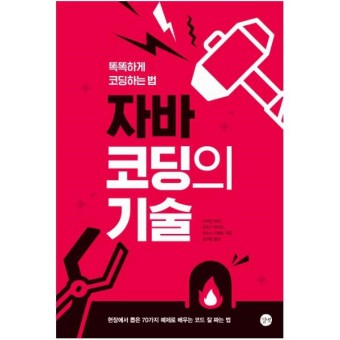 똑똑하게
코딩하는 법
자바
코딩의
기술
현장에서 뽑은 70가지 예제로 배우는 코드 잘 짜는 법
길벗